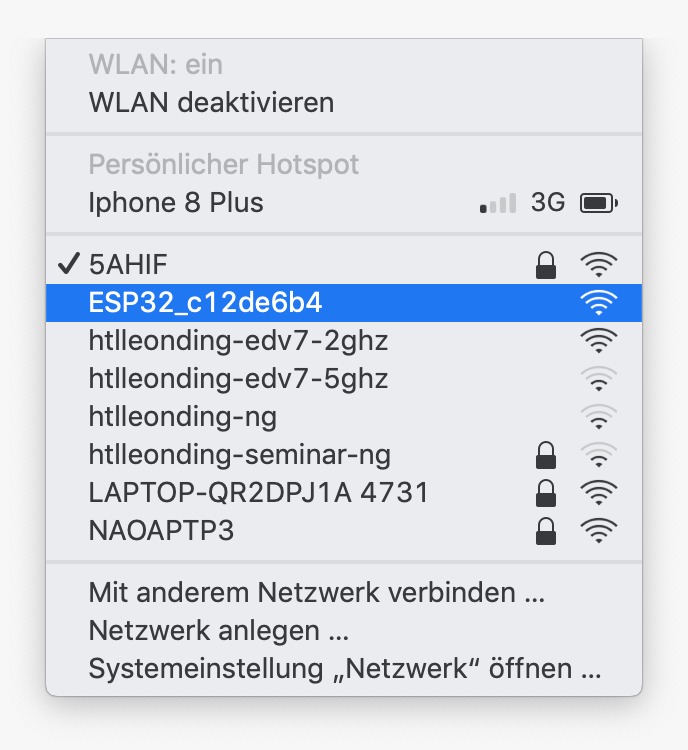 WLAN: ein
WLAN deaktivieren
Persönlicher Hotspot
Iphone 8 Plus 3G
5AHIF
ESP32_c12de6b4
htlleonding-edv7-2ghz
htlleonding-edv7-5ghz
htlleonding-ng
htlleonding-seminar-ng
LAPTOP-QR2DPJ1A 4731
NAOAPTP3
Mit anderem Netzwerk verbinden ...
Netzwerk anlegen ...
Systemeinstellung „Netzwerk“ öffnen ...